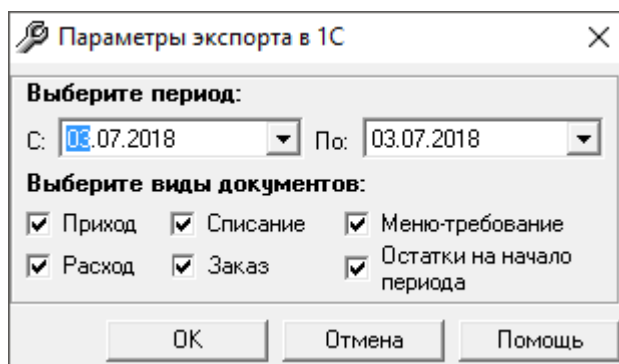 Параметры экспорта в 1С
Выберите период:
С: 03.07.2018 По: 03.07.2018
Выберите виды документов:
Приход Списание Меню-требование
Расход Заказ Остатки на начало
периода
OK Отмена Помощь